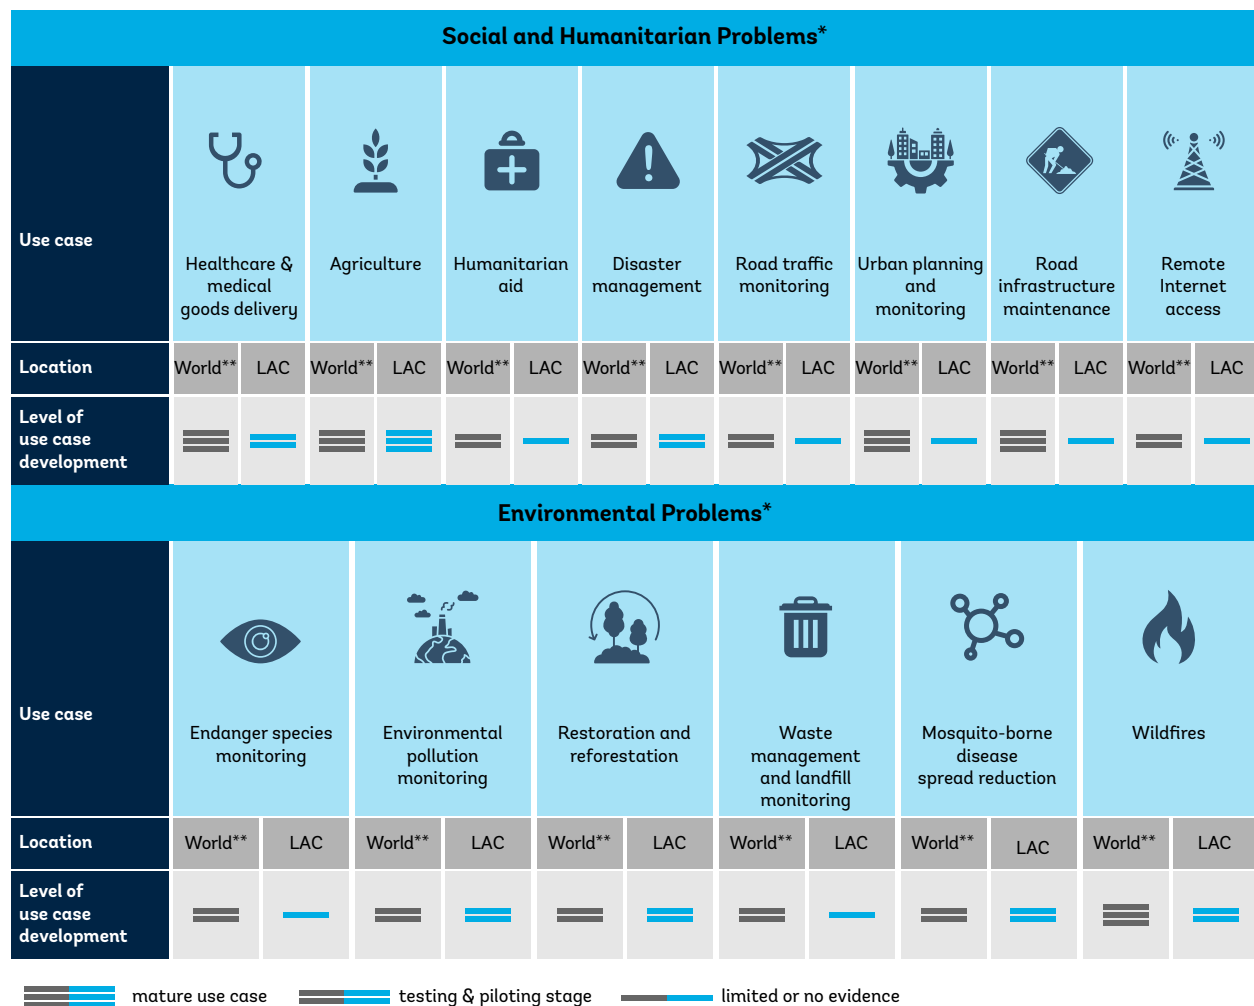 Social and Humanitarian Problems*
Use case
Healthcare &
medical
goods delivery
Agriculture
Humanitarian
aid
Disaster
management
Road traffic
monitoring
Urban planning
and
monitoring
Road
infrastructure
maintenance
Remote
Internet
access
Location
World** LAC World** LAC World** LAC World** LAC World** LAC World** LAC World** LAC World** LAC
Level of
use case
development
Environmental Problems*
Use case
Endanger species
monitoring
Environmental
pollution
monitoring
Restoration and
reforestation
Waste
management
and landfill
monitoring
Mosquito-borne
disease
spread reduction
Wildfires
Location
World** LAC World** LAC World** LAC World** LAC World** LAC World** LAC
Level of
use case
development
mature use case testing & piloting stage limited or no evidence